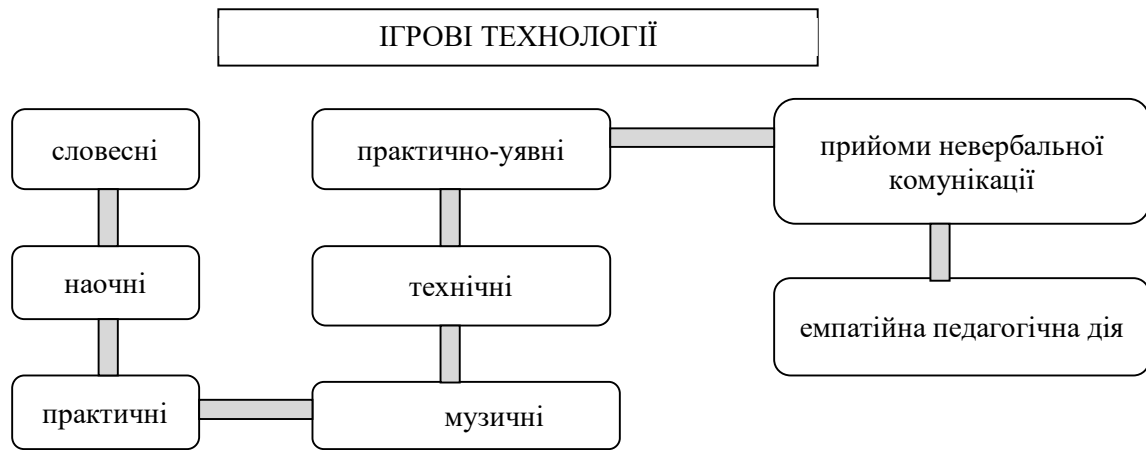 ІГРОВІ ТЕХНОЛОГІЇ
словесні
практично-уявні
прийоми невербальної
комунікації
наочні
технічні
емпатійна педагогічна дія
практичні
музичні